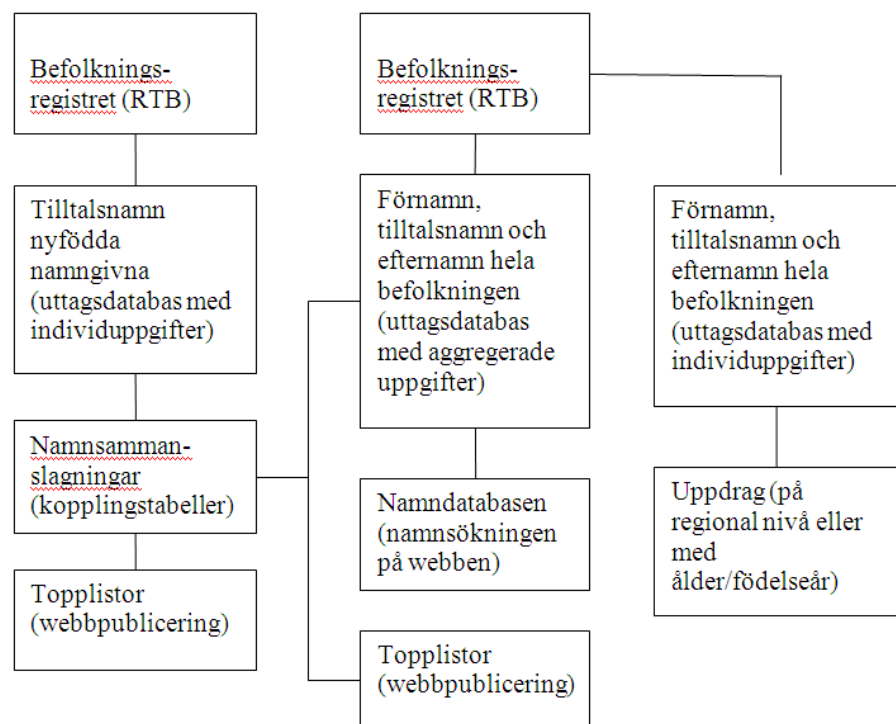 Befolknings-
registret (RTB)
Tilltalsnamn
nyfödda
namngivna
(uttagsdatabas med
individuppgifter)
Namnsamman-
slagningar
(kopplingstabeller)
Topplistor
(webbpublicering)
Befolknings-
registret (RTB)
Förnamn,
tilltalsnamn och
efternamn hela
befolkningen
(uttagsdatabas
med aggregerade
uppgifter)
Namndatabasen
(namnsökningen
på webben)
Topplistor
(webbpublicering)
Förnamn,
tilltalsnamn och
efternamn hela
befolkningen
(uttagsdatabas med
individuppgifter)
Uppdrag (på
regional nivå eller
med
ålder/födelseår)